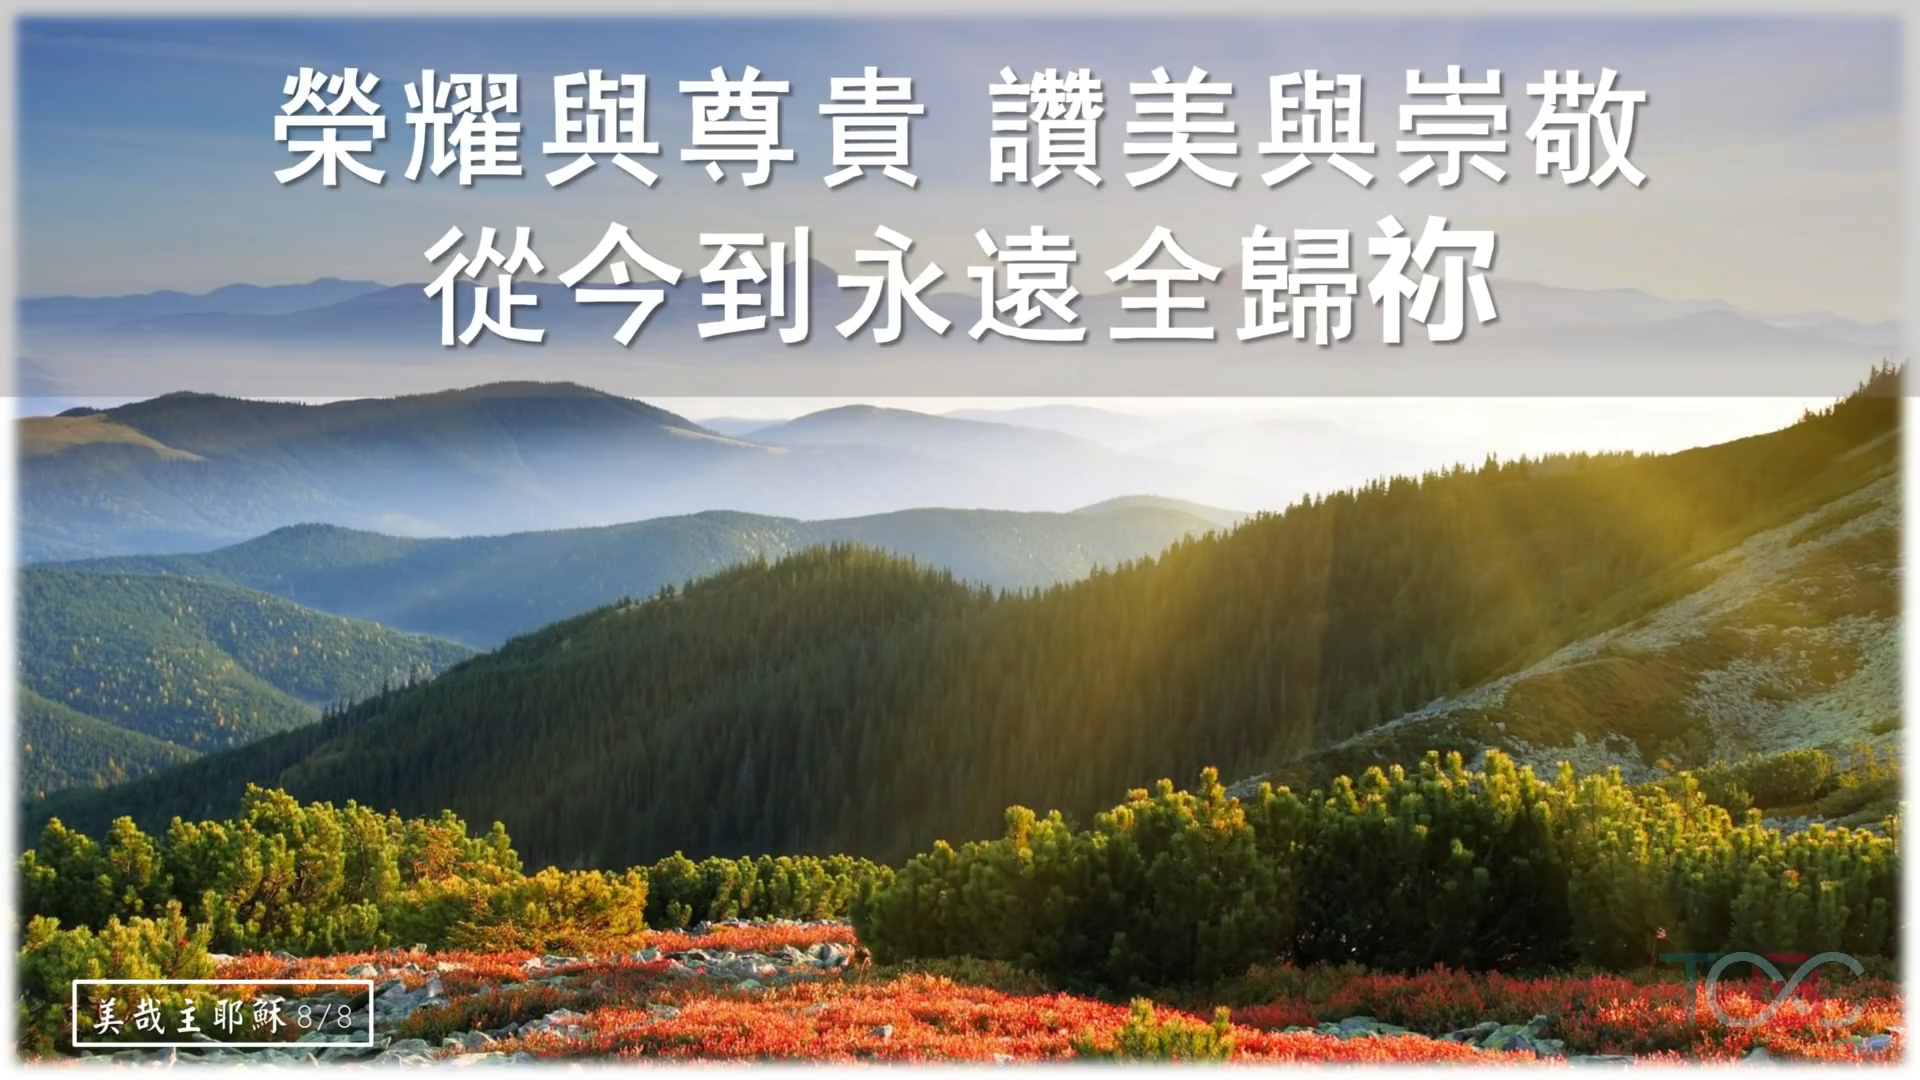 榮耀與尊貴 讚美與崇敬
從今到永遠全歸祢
美哉主耶穌 8/8